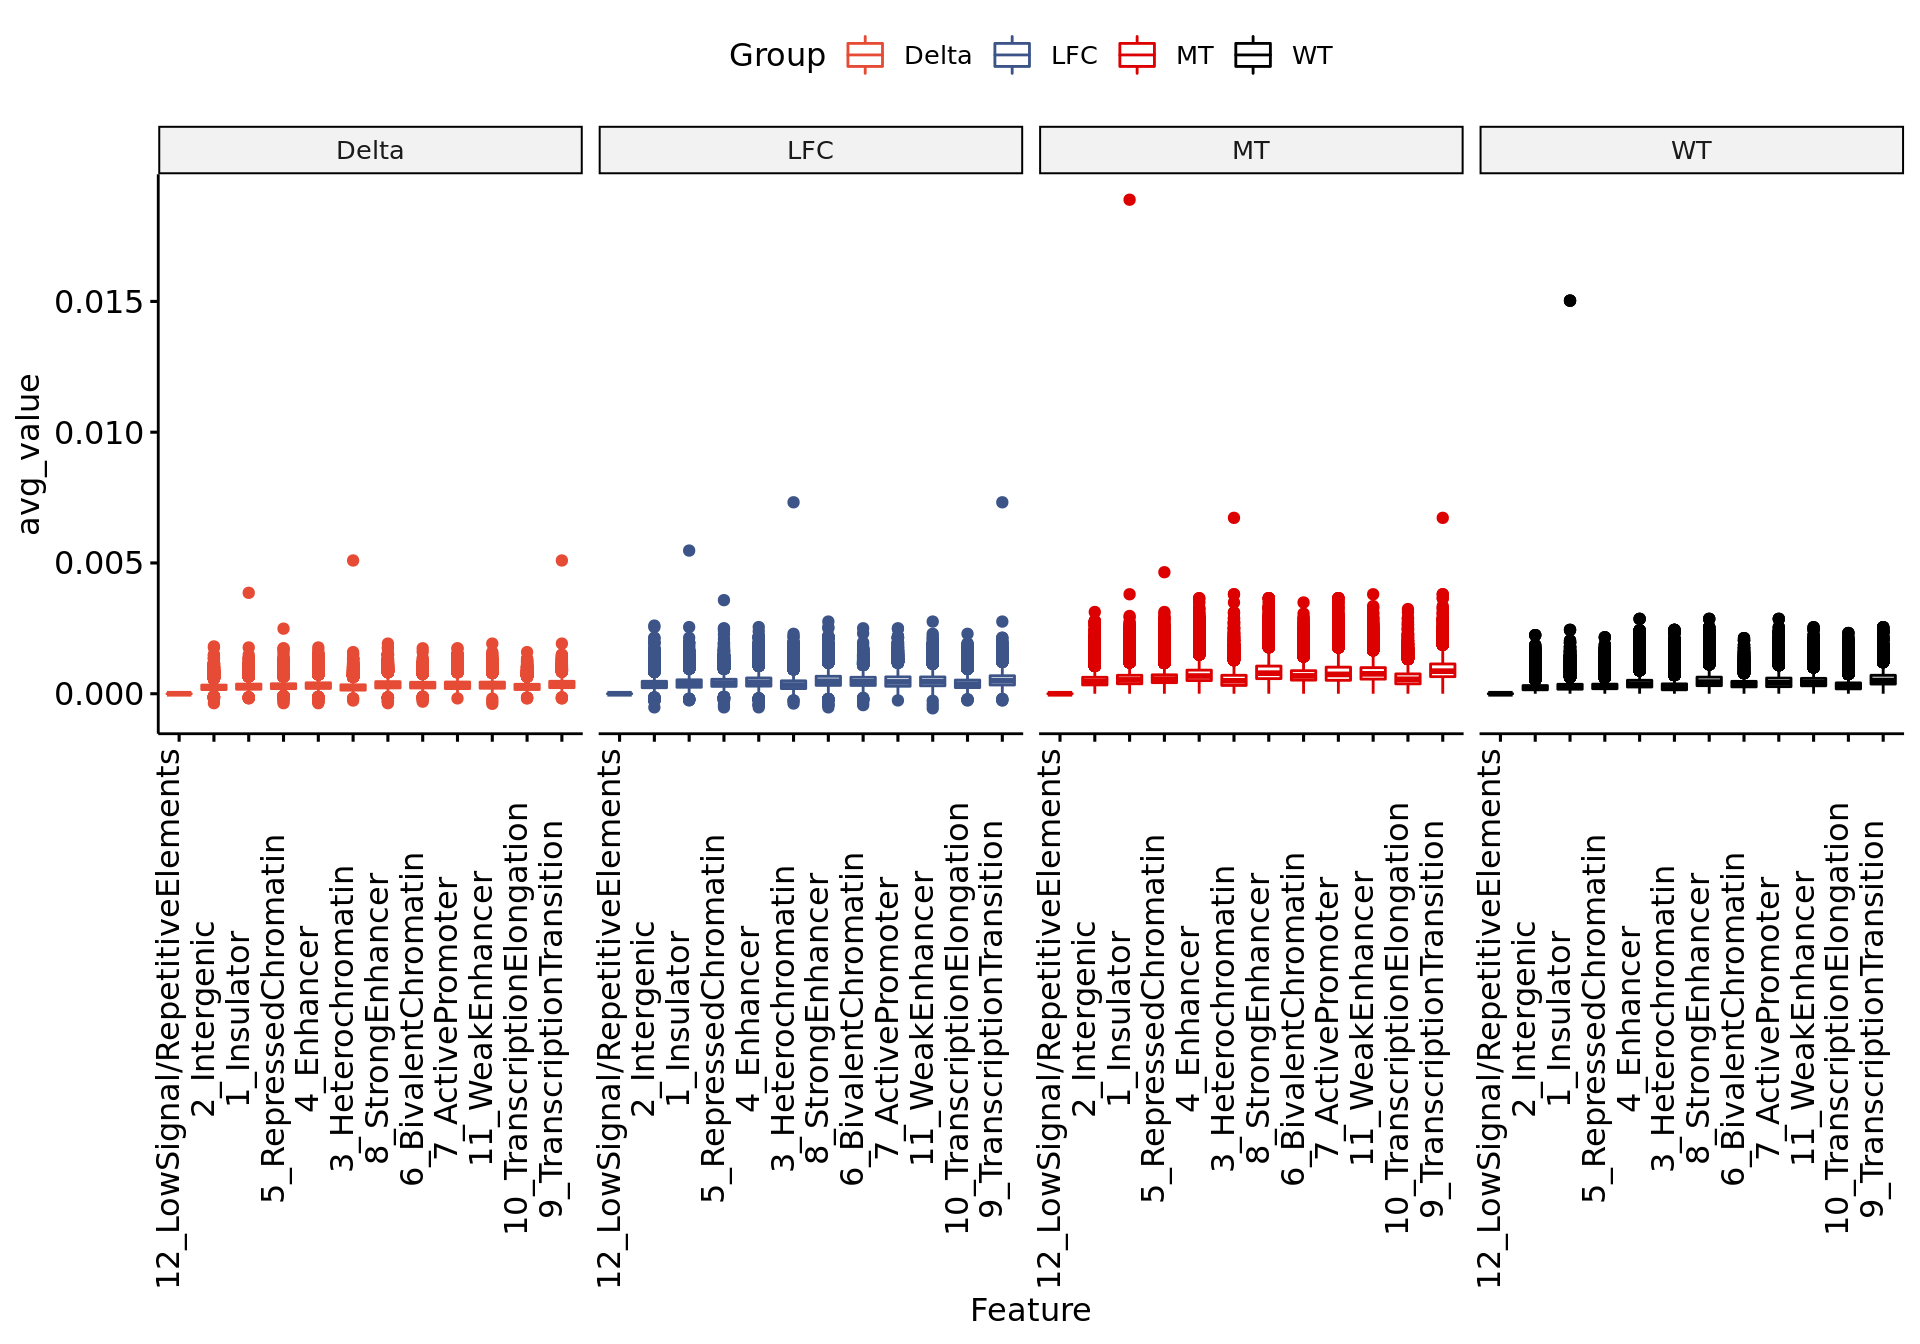 Group Delta LFC MT WT
Delta LFC MT WT
avg_value
0.015
0.010
0.005
0.000
12_LowSignal/RepetitiveElements
2_Intergenic
1_Insulator
5_RepressedChromatin
4_Enhancer
3_Heterochromatin
8_StrongEnhancer
6_BivalentChromatin
7_ActivePromoter
11_WeakEnhancer
10_TranscriptionElongation
9_TranscriptionTransition
12_LowSignal/RepetitiveElements
2_Intergenic
1_Insulator
5_RepressedChromatin
4_Enhancer
3_Heterochromatin
8_StrongEnhancer
6_BivalentChromatin
7_ActivePromoter
11_WeakEnhancer
10_TranscriptionElongation
9_TranscriptionTransition
12_LowSignal/RepetitiveElements
2_Intergenic
1_Insulator
5_RepressedChromatin
4_Enhancer
3_Heterochromatin
8_StrongEnhancer
6_BivalentChromatin
7_ActivePromoter
11_WeakEnhancer
10_TranscriptionElongation
9_TranscriptionTransition
12_LowSignal/RepetitiveElements
2_Intergenic
1_Insulator
5_RepressedChromatin
4_Enhancer
3_Heterochromatin
8_StrongEnhancer
6_BivalentChromatin
7_ActivePromoter
11_WeakEnhancer
10_TranscriptionElongation
9_TranscriptionTransition
Feature